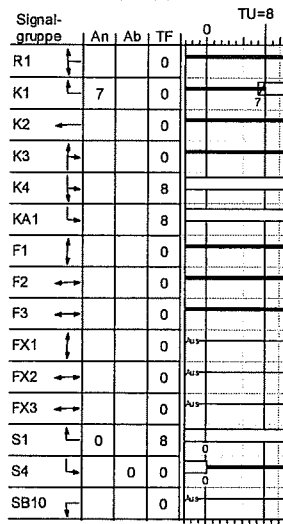 TU=8
Signal-
gruppe An Ab TF 0
R1 0
K1 7 0 7
K2 0
K3 0
K4 8
KA1 8
F1 0
F2 0
F3 0
FX1 0 Aus
FX2 0 Aus
FX3 0 Aus
S1 0 8 0
S4 0 0 0
SB10 0 Aus